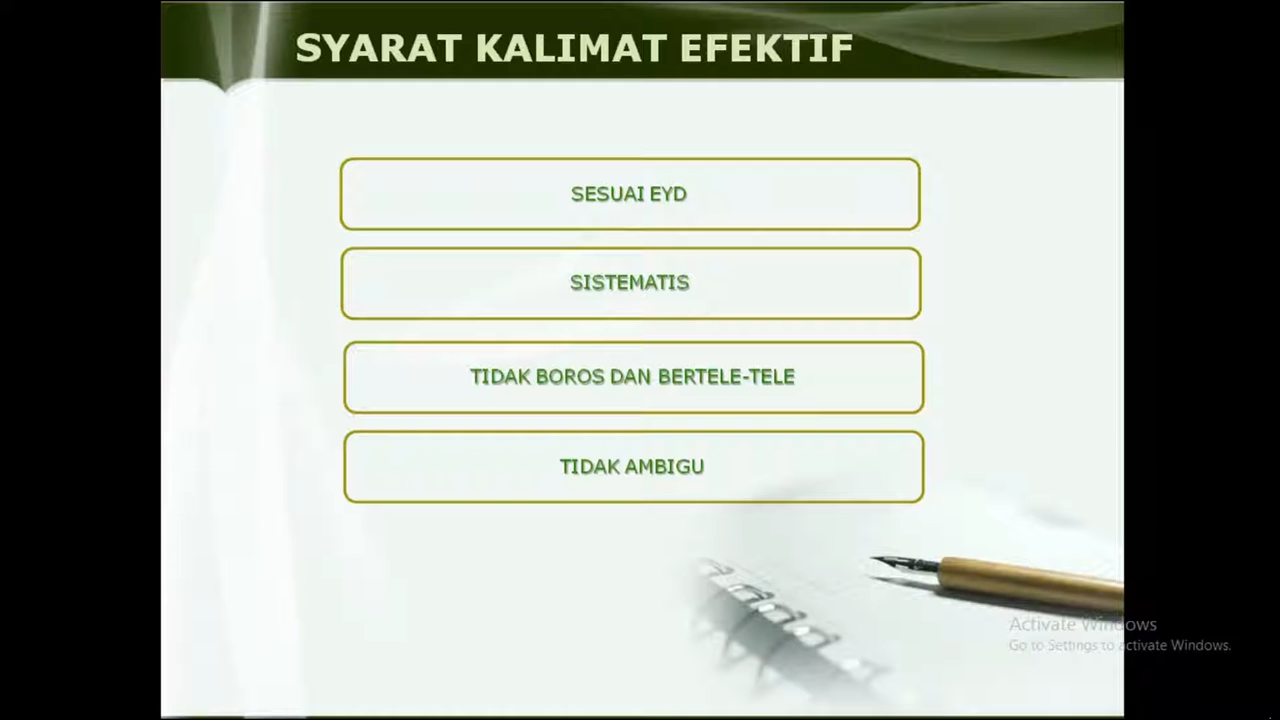 SYARAT KALIMAT EFEKTIF
SESUAI EYD
SISTEMATIS
TIDAK BOROS DAN BERTELE-TELE
TIDAK AMBIGU
Activate Windows
Go to Settings to activate Windows.